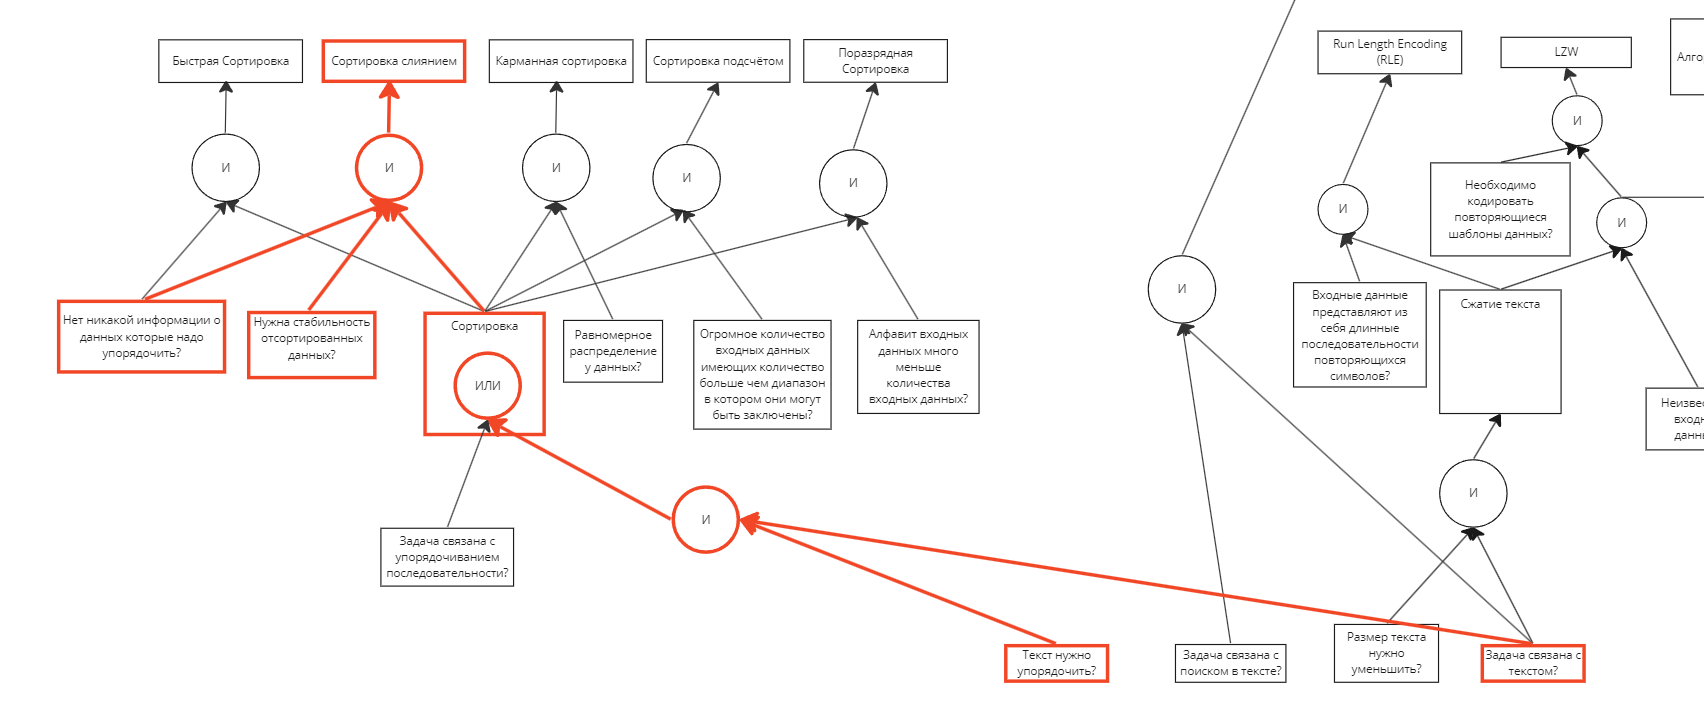 Быстрая Сортировка
Сортировка слиянием
Карманная сортировка
Сортировка подсчётом
Поразрядная
Сортировка
Run Length Encoding
(RLE)
LZW
И
И
И
И
И
И
И
И
Необходимо
кодировать
повторяющиеся
шаблоны данных?
И
Нет никакой информации о
данных которые надо
упорядочить?
Нужна стабильность
отсортированных
данных?
Сортировка
ИЛИ
Равномерное
распределение
у данных?
Огромное количество
входных данных
имеющих количество
больше чем диапазон
в котором они могут
быть заключены?
Алфавит входных
данных много
меньше
количества
входных данных?
Входные данные
представляют из
себя длинные
последовательности
повторяющихся
символов?
Сжатие текста
И
И
Задача связана с
упорядочиванием
последовательности?
Текст нужно
упорядочить?
Задача связана с
поиском в тексте?
Размер текста
нужно
уменьшить?
Задача связана с
текстом?